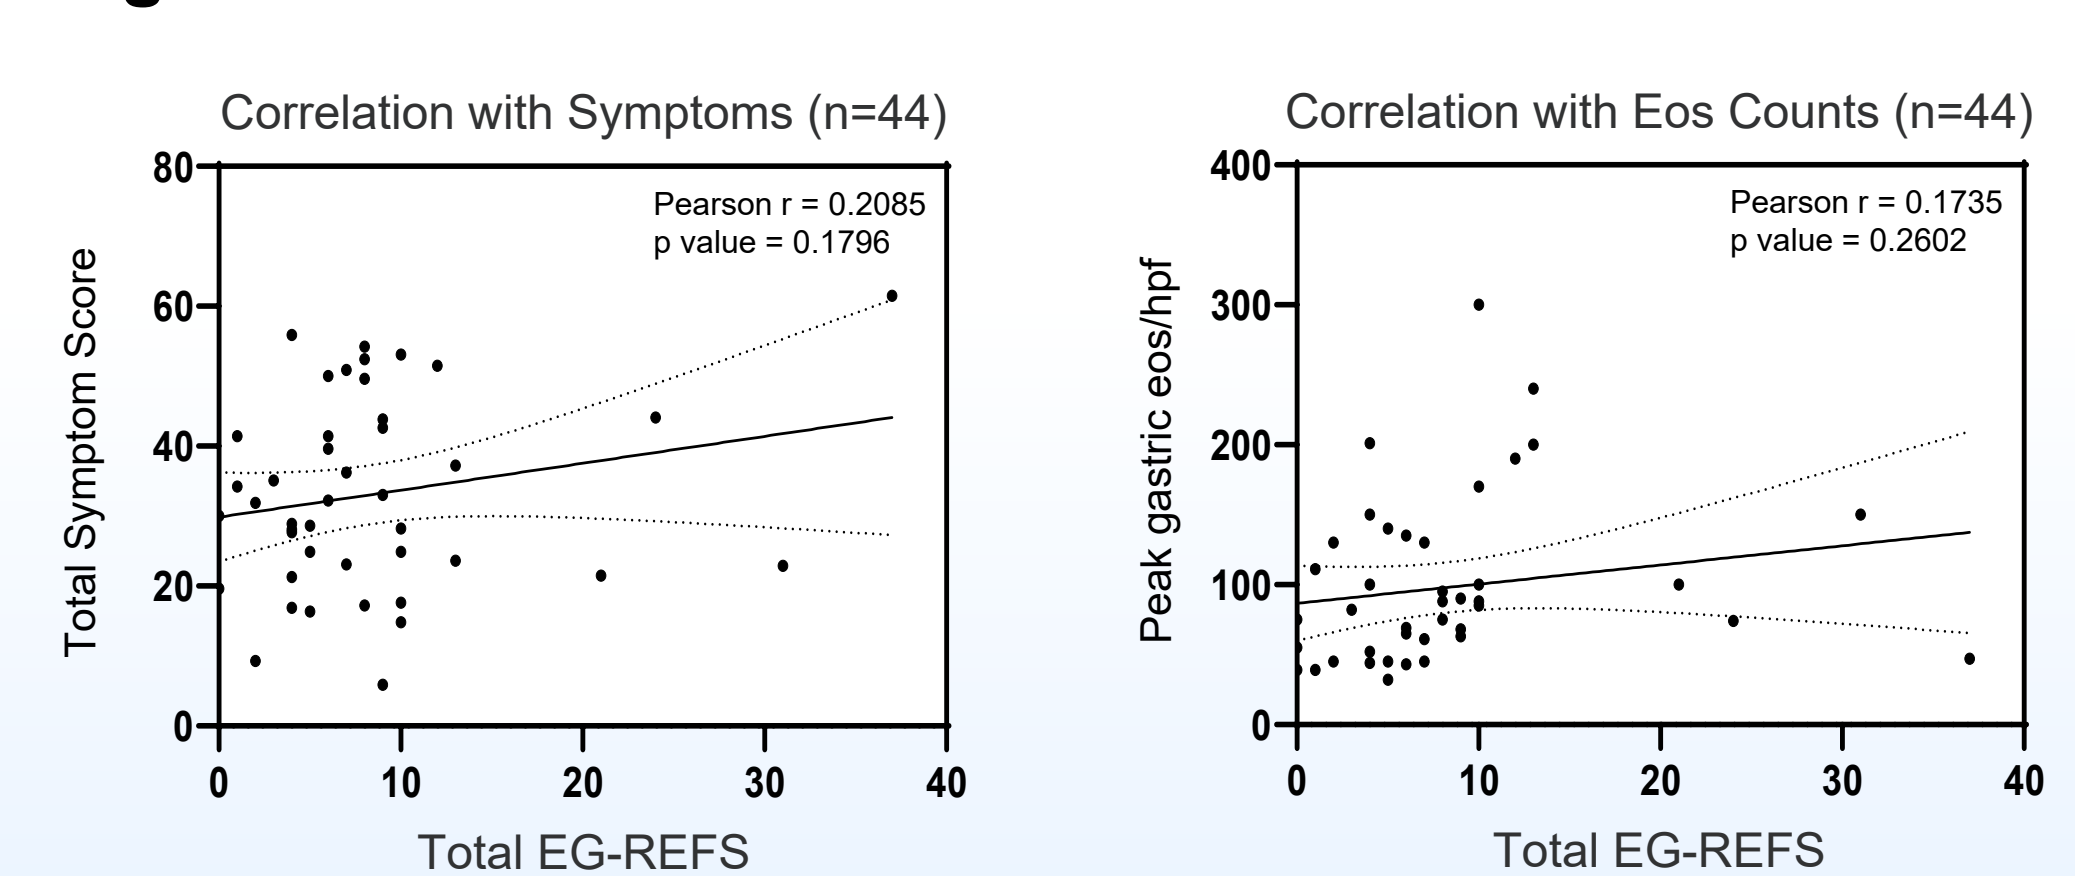 Correlation with Symptoms (n=44)
80
60
40
20
0
Pearson r = 0.2085
p value = 0.1796
Total Symptom Score
0 10 20 30 40
Total EG-REFS
Correlation with Eos Counts (n=44)
400
300
200
100
0
Pearson r = 0.1735
p value = 0.2602
Peak gastric eos/hpf
0 10 20 30 40
Total EG-REFS